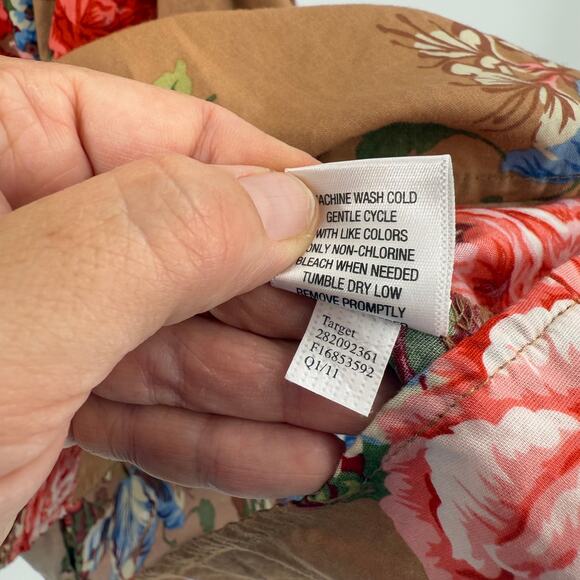 ACHINE WASH COLD
GENTLE CYCLE
WITH LIKE COLORS
ONLY NON-CHLORINE
BLEACH WHEN NEEDED
TUMBLE DRY LOW
REMOVE PROMPTLY
Target
282092361
F16853592
Q1/11